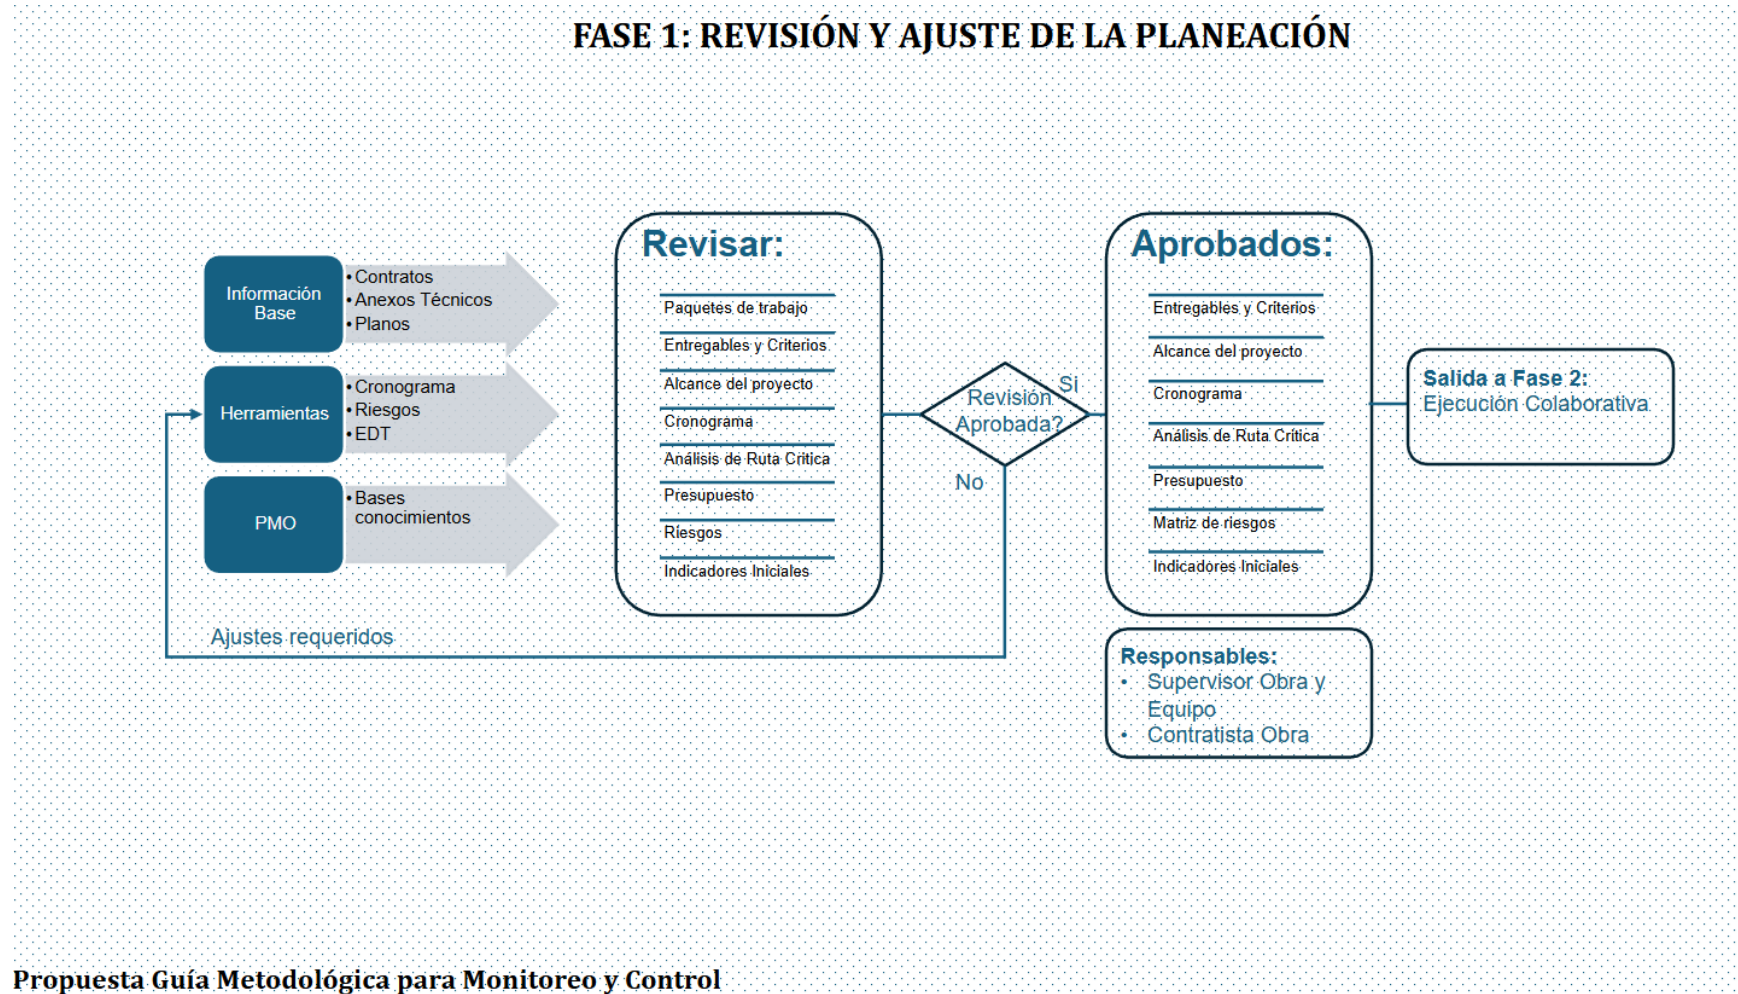 FASE 1: REVISIÓN Y AJUSTE DE LA PLANEACIÓN
Información
Base
•Contratos
•Anexos Técnicos
•Planos
Herramientas
•Cronograma
•Riesgos
•EDT
PMO
•Bases
conocimientos
Ajustes requeridos
Revisar:
Paquetes de trabajo
Entregables y Criterios
Alcance del proyecto
Cronograma
Análisis de Ruta Critica
Presupuesto
Riesgos
Indicadores Iniciales
Revisión
Aprobada?
Si
No
Aprobados:
Entregables y Criterios
Alcance del proyecto
Cronograma
Análisis de Ruta Crítica
Presupuesto
Matriz de riesgos
Indicadores Iniciales
Responsables:
• Supervisor Obra y
Equipo
• Contratista Obra
Salida a Fase 2:
Ejecución Colaborativa
Propuesta Guía Metodológica para Monitoreo y Control